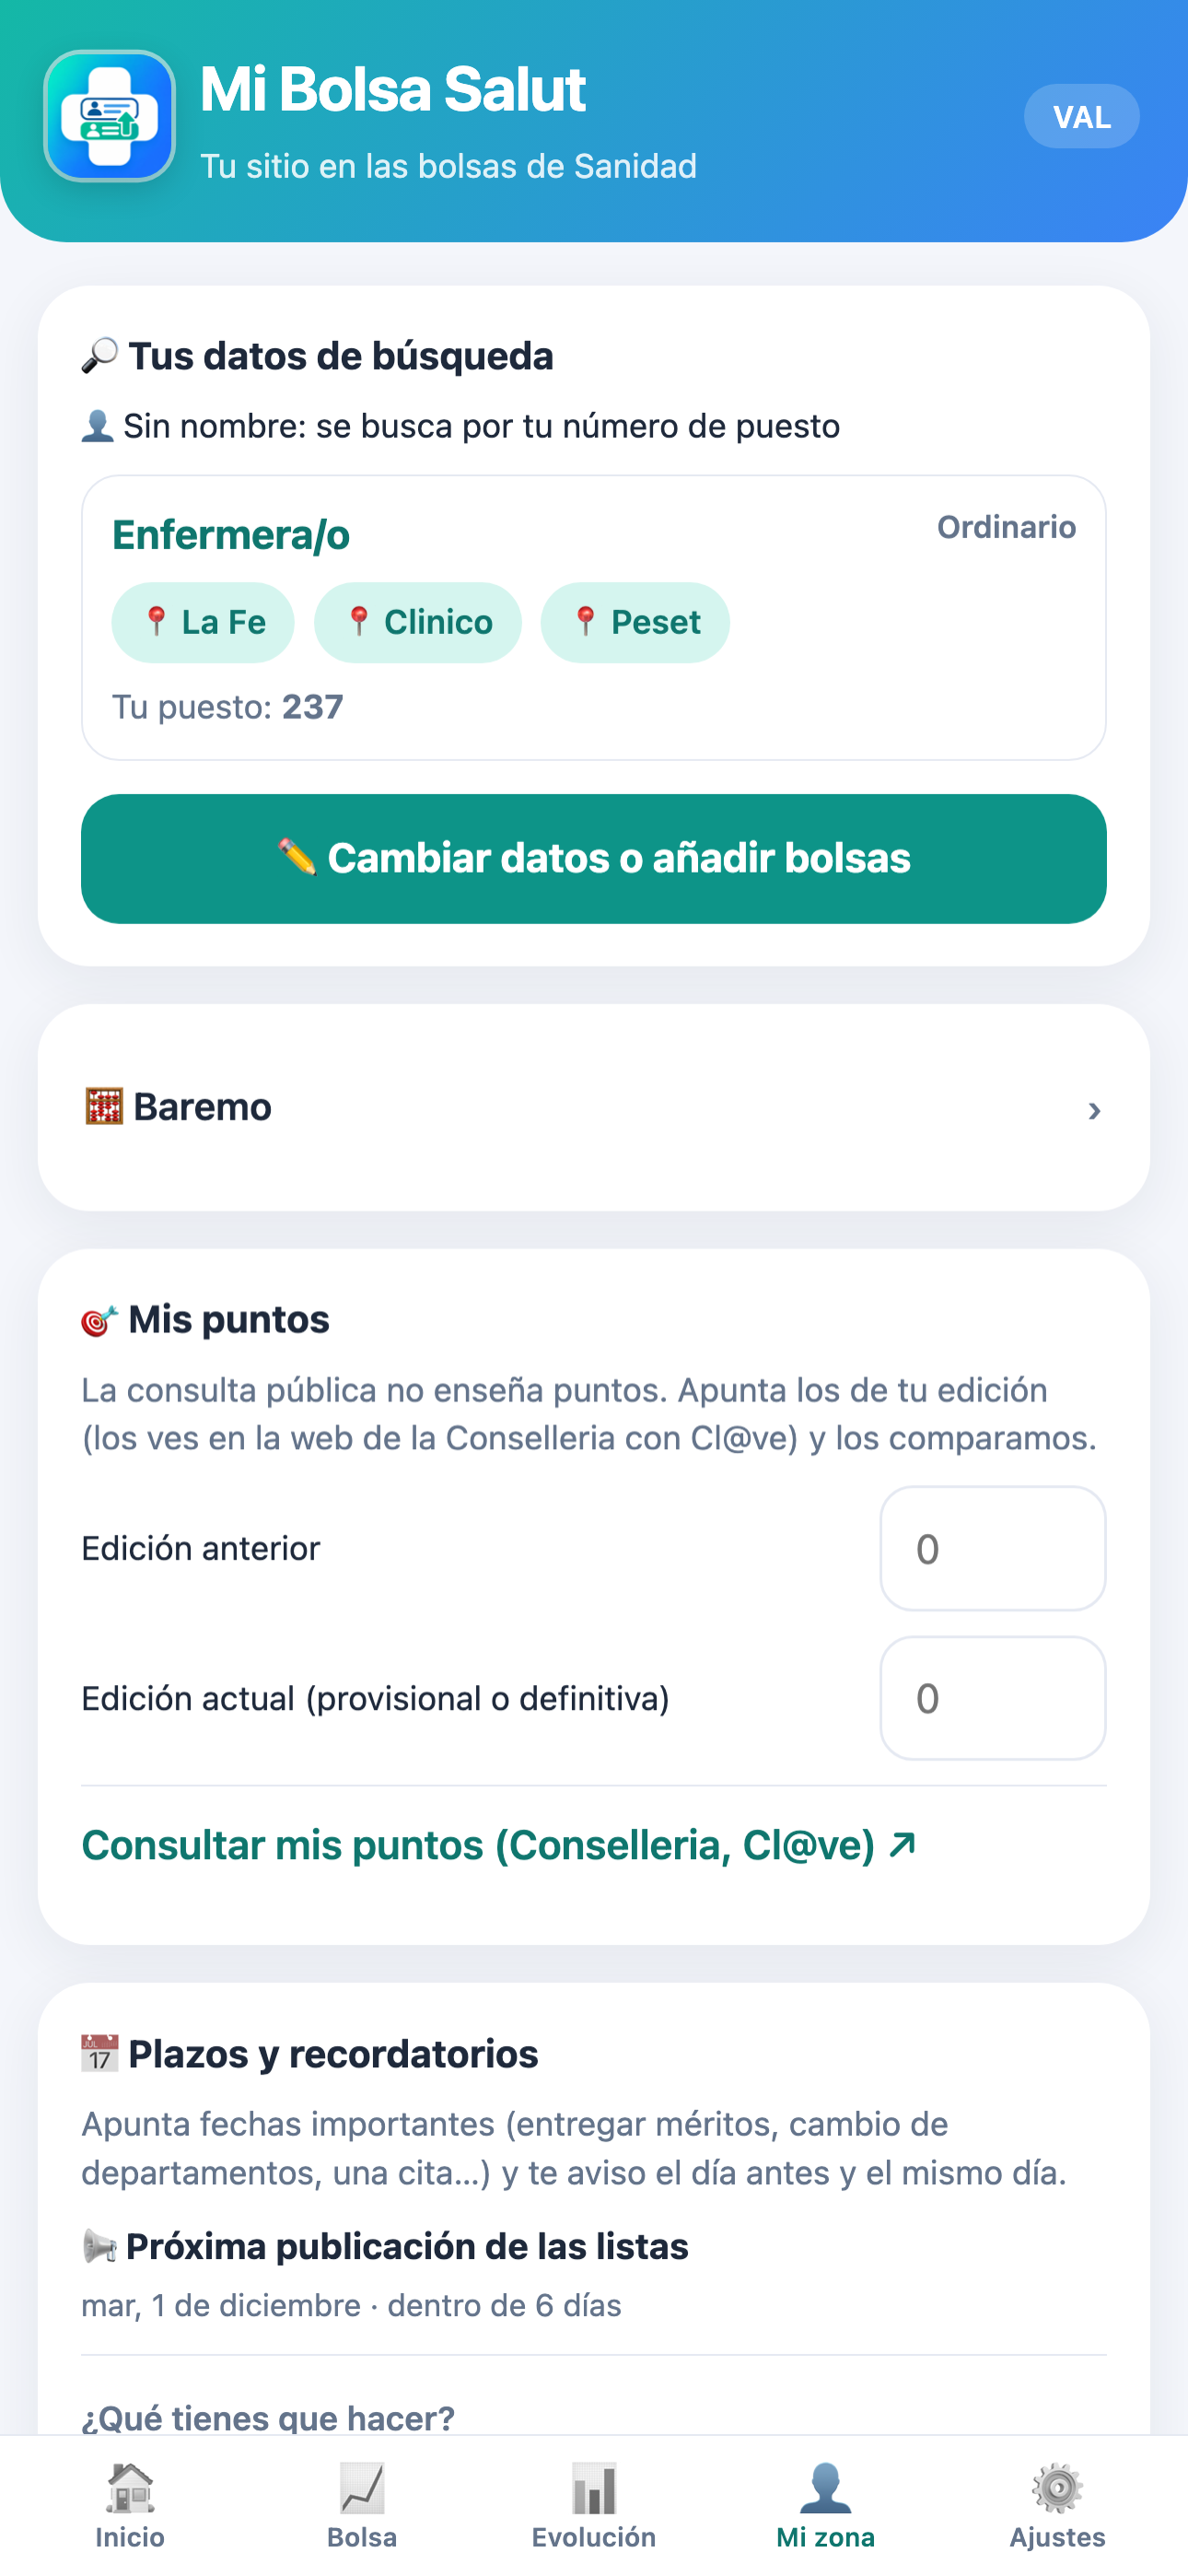 Mi Bolsa Salut
Tu sitio en las bolsas de Sanidad
VAL
Tus datos de búsqueda
Sin nombre: se busca por tu número de puesto
Enfermera/o
Ordinario
La Fe
Clinico
Peset
Tu puesto: 237
Cambiar datos o añadir bolsas
Baremo ›
Mis puntos
La consulta pública no enseña puntos. Apunta los de tu edición
(los ves en la web de la Conselleria con Cl@ve) y los comparamos.
Edición anterior
0
Edición actual (provisional o definitiva)
0
Consultar mis puntos (Conselleria, Cl@ve) ↗
JUL
17
Plazos y recordatorios
Apunta fechas importantes (entregar méritos, cambio de
departamentos, una cita...) y te aviso el día antes y el mismo día.
Próxima publicación de las listas
mar, 1 de diciembre · dentro de 6 días
¿Qué tienes que hacer?
Inicio
Bolsa
Evolución
Mi zona
Ajustes